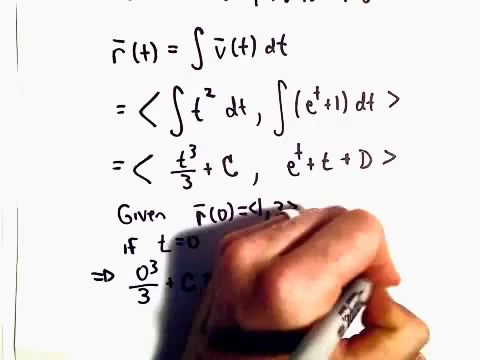 r̄(t) = ∫ v̄(t) dt
= < ∫ t² dt , ∫ (eᵗ+1) dt >
= < t³/3 + C , eᵗ + t + D >
Given r̄(0) = <1,
if t=0
⇒ 0³/3 + C